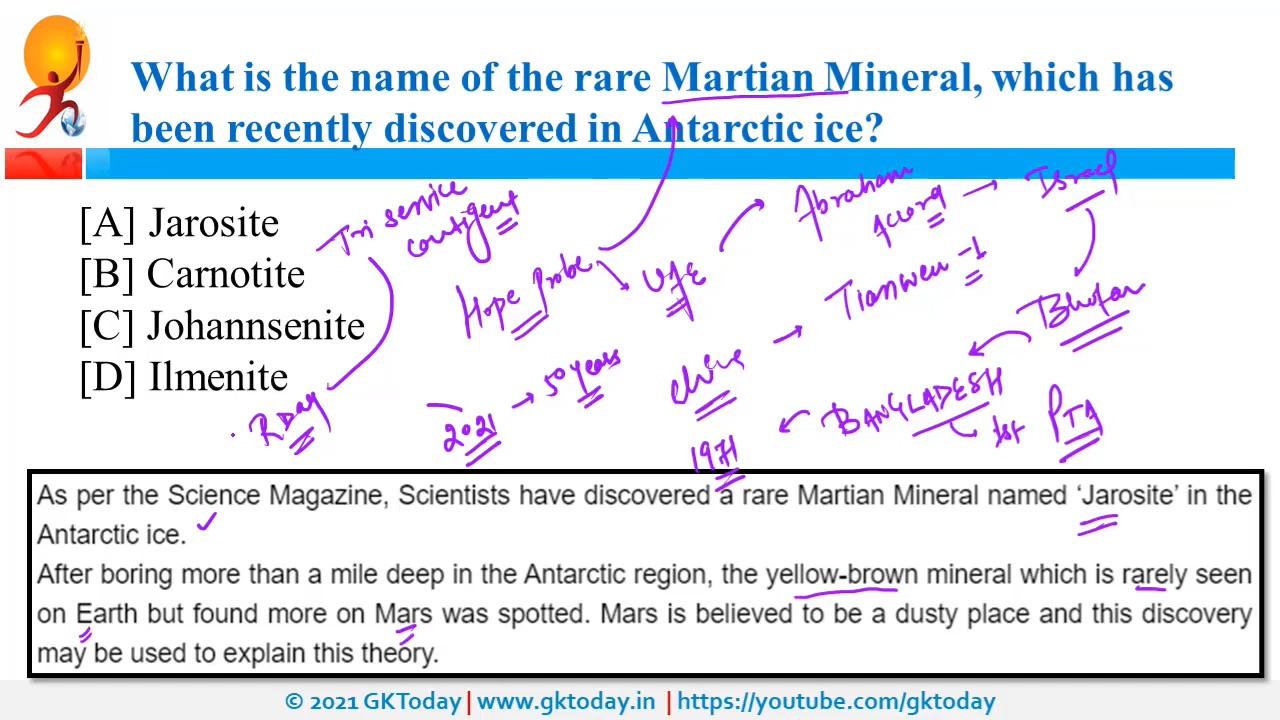 What is the name of the rare Martian Mineral, which has
been recently discovered in Antarctic ice?
[A] Jarosite
[B] Carnotite
[C] Johannsenite
[D] Ilmenite
Tri service
contigent
R Day
Hope Probe
UAE
Abraham
Accord
Israel
Bhutan
BANGLADESH
1st PTA
1971
2021
50 years
China
Tianwen -1
As per the Science Magazine, Scientists have discovered a rare Martian Mineral named ‘Jarosite’ in the
Antarctic ice.
After boring more than a mile deep in the Antarctic region, the yellow-brown mineral which is rarely seen
on Earth but found more on Mars was spotted. Mars is believed to be a dusty place and this discovery
may be used to explain this theory.
© 2021 GKToday | www.gktoday.in | https://youtube.com/gktoday